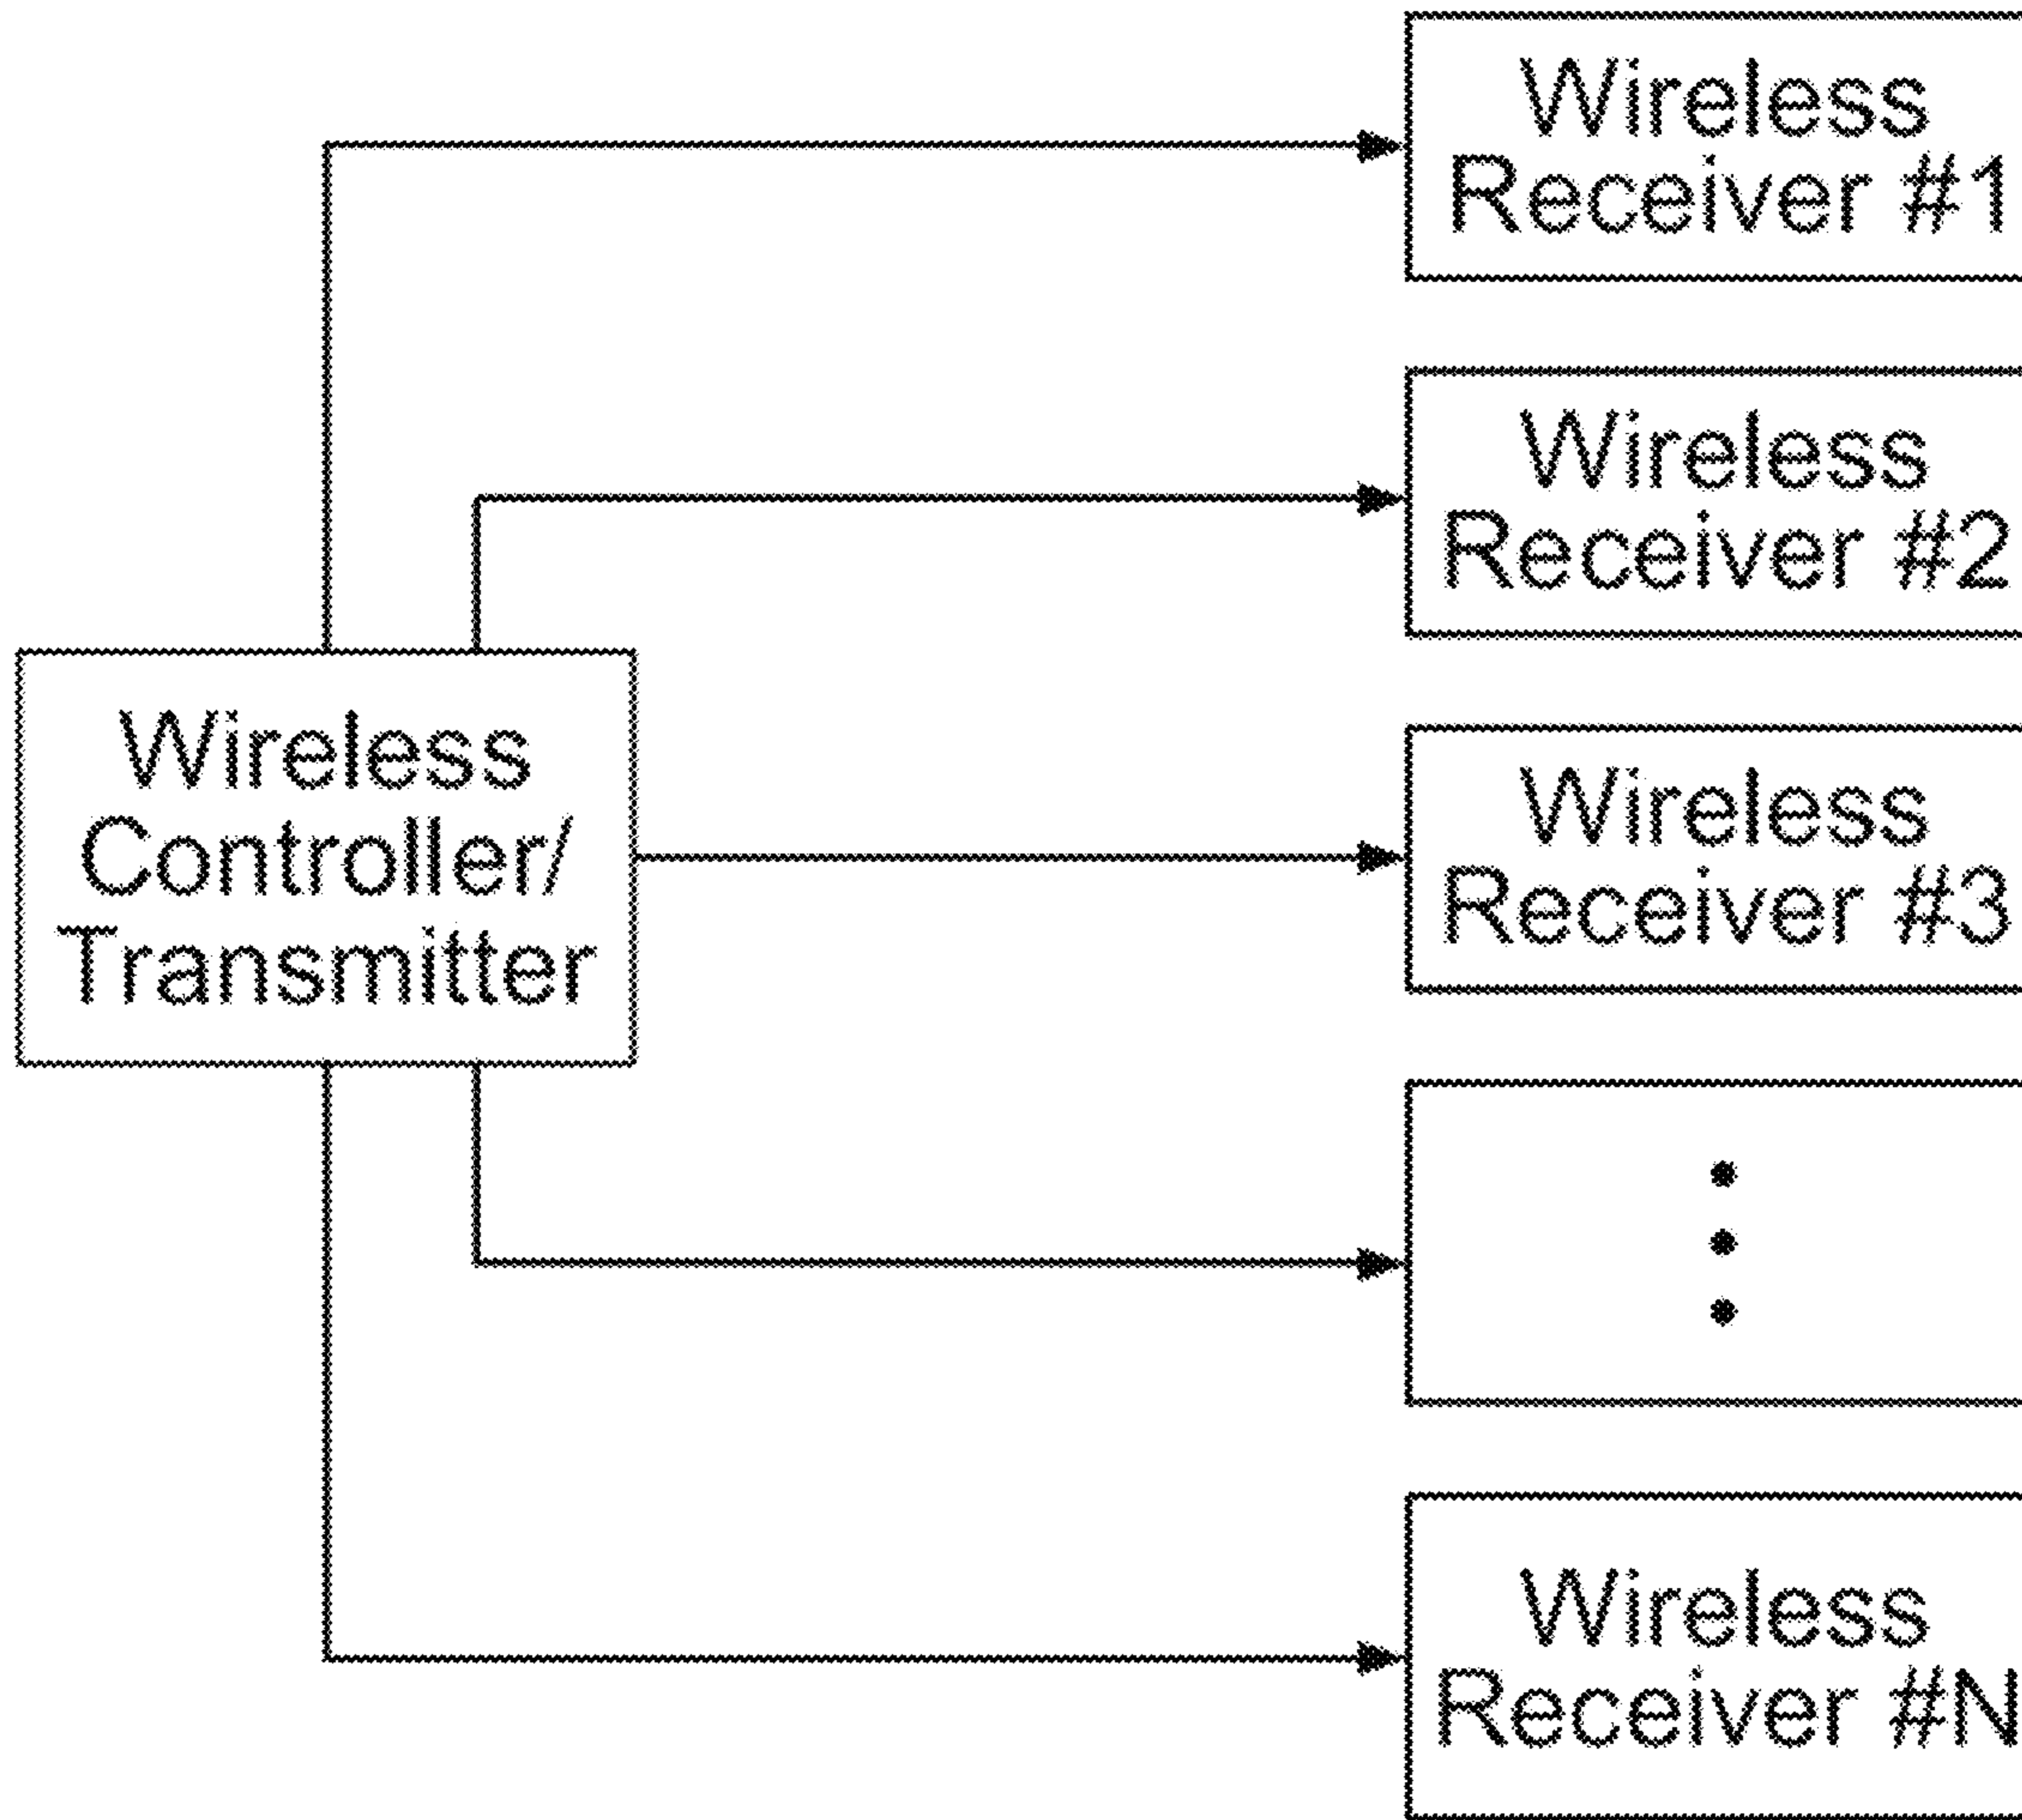 Wireless
Receiver #1
Wireless
Receiver #2
Wireless
Controller/
Transmitter
Wireless
Receiver #3
Wireless
Receiver #N